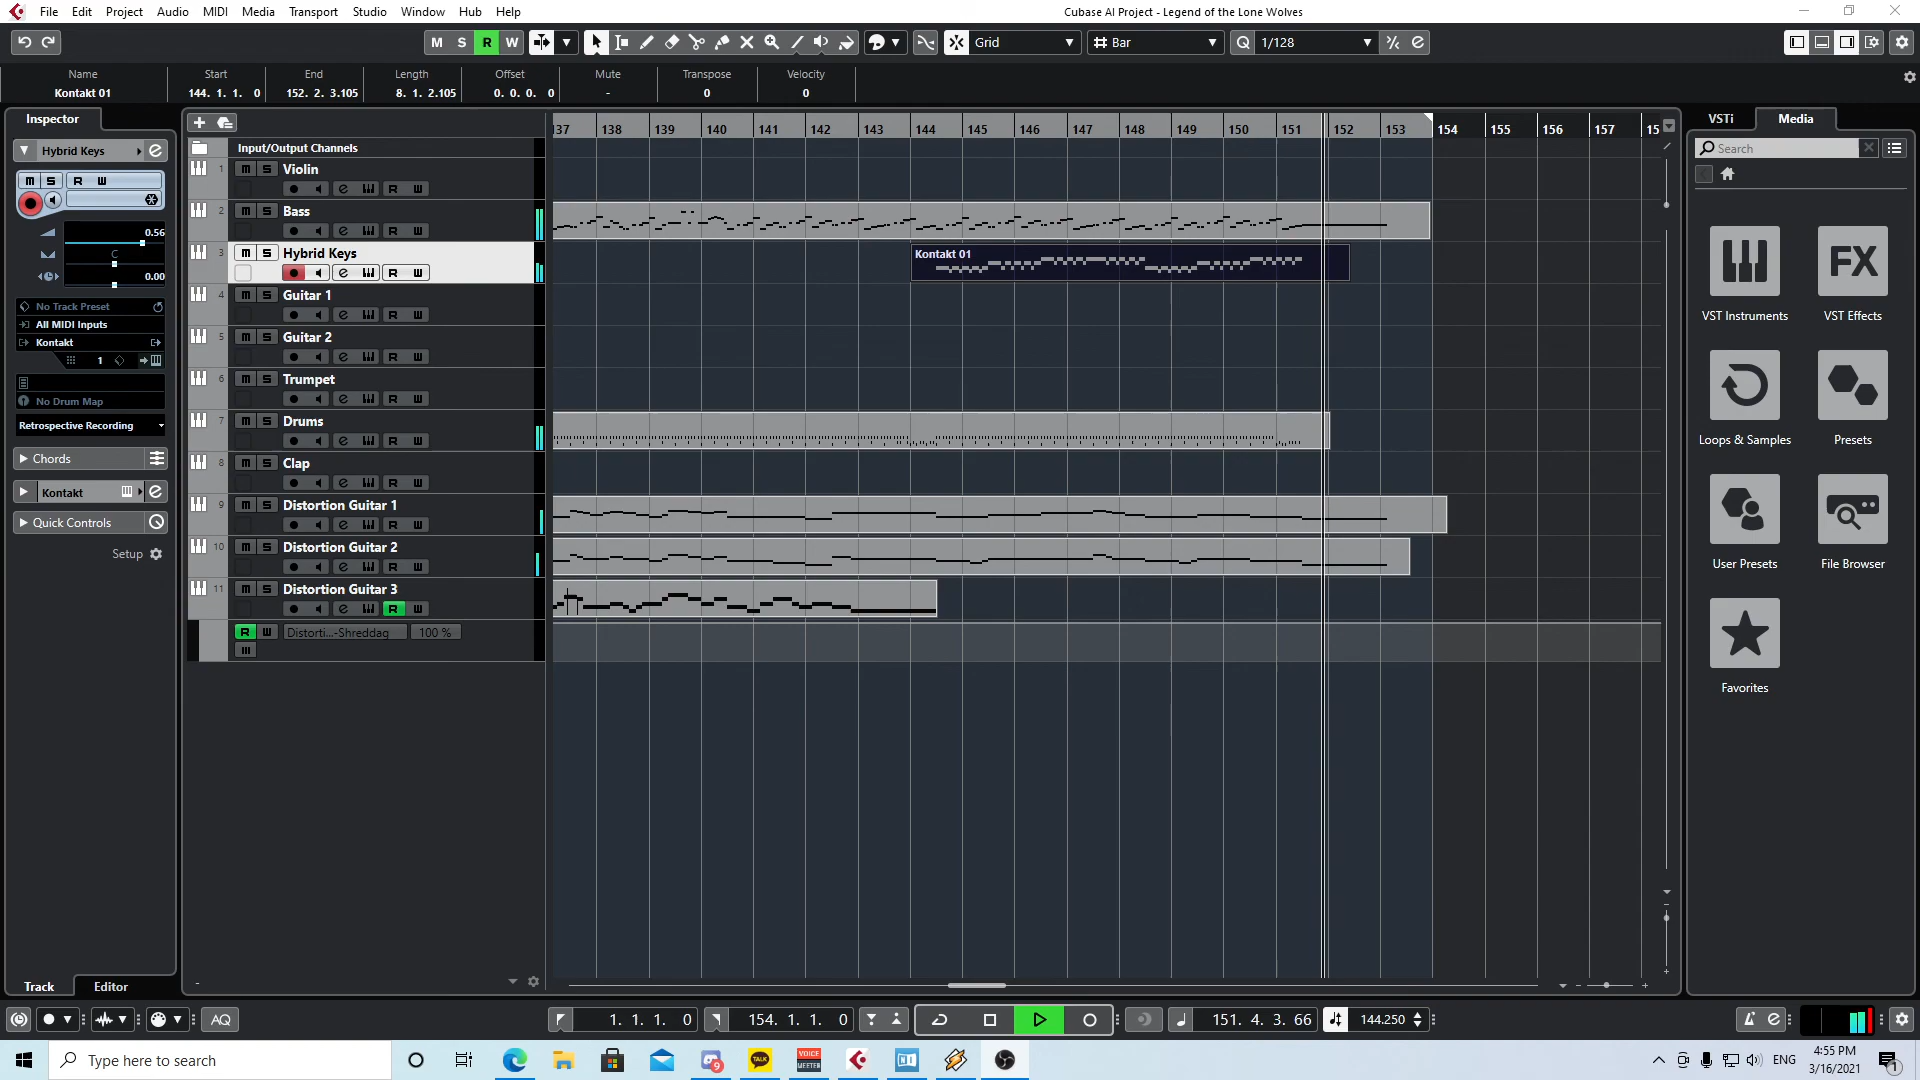 File Edit Project Audio MIDI Media Transport Studio Window Hub Help
Cubase AI Project - Legend of the Lone Wolves
M S R W Grid Bar Q 1/128
Name Start End Length Offset Mute Transpose Velocity
Kontakt 01 144. 1. 1. 0 152. 2. 3.105 8. 1. 2.105 0. 0. 0. 0 - 0 0
Inspector
VSTi Media
137 138 139 140 141 142 143 144 145 146 147 148 149 150 151 152 153 154 155 156 157 15
Search
Hybrid Keys
Input/Output Channels
M S R W
0.56
C
0.00
No Track Preset
All MIDI Inputs
Kontakt
1
No Drum Map
Retrospective Recording
Chords
Kontakt
Quick Controls
Setup
1 M S Violin
R W
2 M S Bass
R W
3 M S Hybrid Keys
R W
Kontakt 01
4 M S Guitar 1
R W
5 M S Guitar 2
R W
6 M S Trumpet
R W
7 M S Drums
R W
8 M S Clap
R W
9 M S Distortion Guitar 1
R W
10 M S Distortion Guitar 2
R W
11 M S Distortion Guitar 3
R W
R W Distorti...-Shreddag 100 %
FX
VST Instruments VST Effects
Loops & Samples Presets
User Presets File Browser
Favorites
Track Editor
AQ
1. 1. 1. 0 154. 1. 1. 0 151. 4. 3. 66 144.250
Type here to search
9
TALK
VOICE
MEETER
ENG
4:55 PM
3/16/2021
1